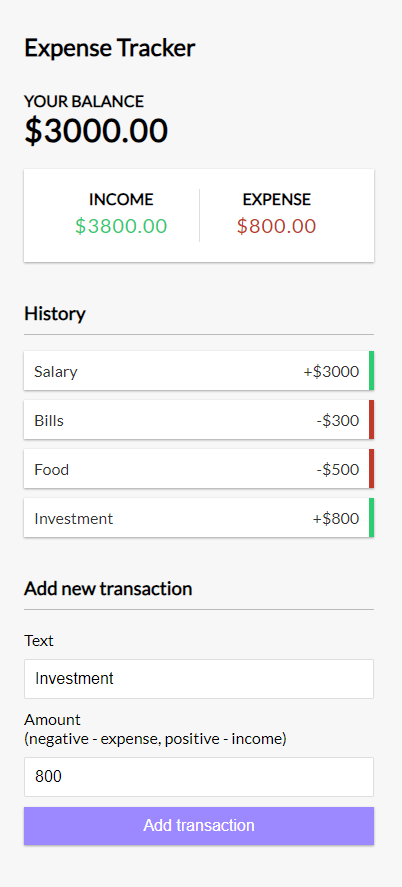 Expense Tracker
YOUR BALANCE
$3000.00
INCOME EXPENSE
$3800.00 $800.00
History
Salary +$3000
Bills -$300
Food -$500
Investment +$800
Add new transaction
Text
Investment
Amount
(negative - expense, positive - income)
800
Add transaction